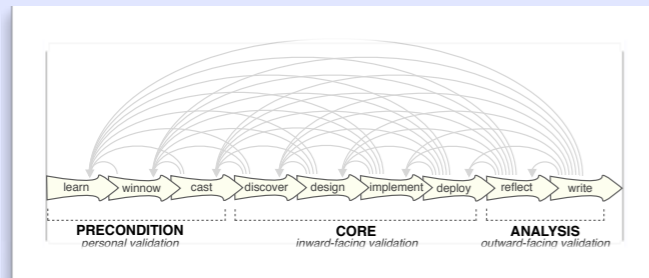 learn winnow cast discover design implement deploy reflect write
PRECONDITION CORE ANALYSIS
personal validation inward-facing validation outward-facing validation